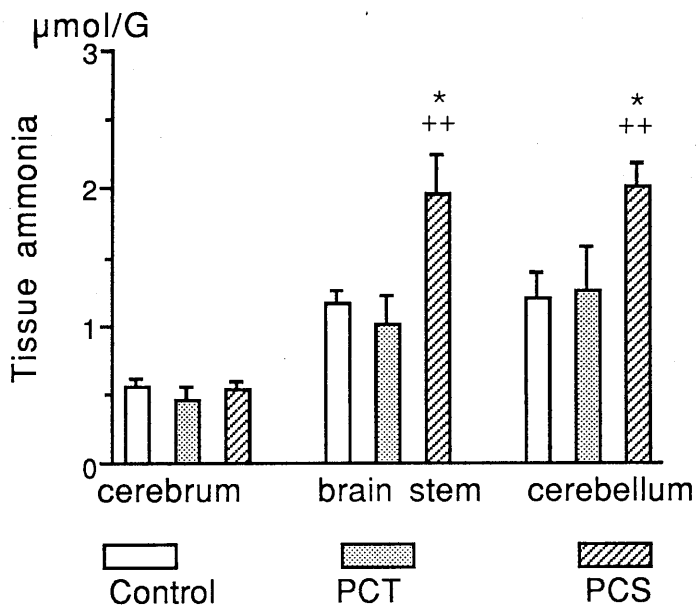 μmol/G
3
2
1
0
Tissue ammonia
*
++
*
++
cerebrum brain stem cerebellum
Control PCT PCS